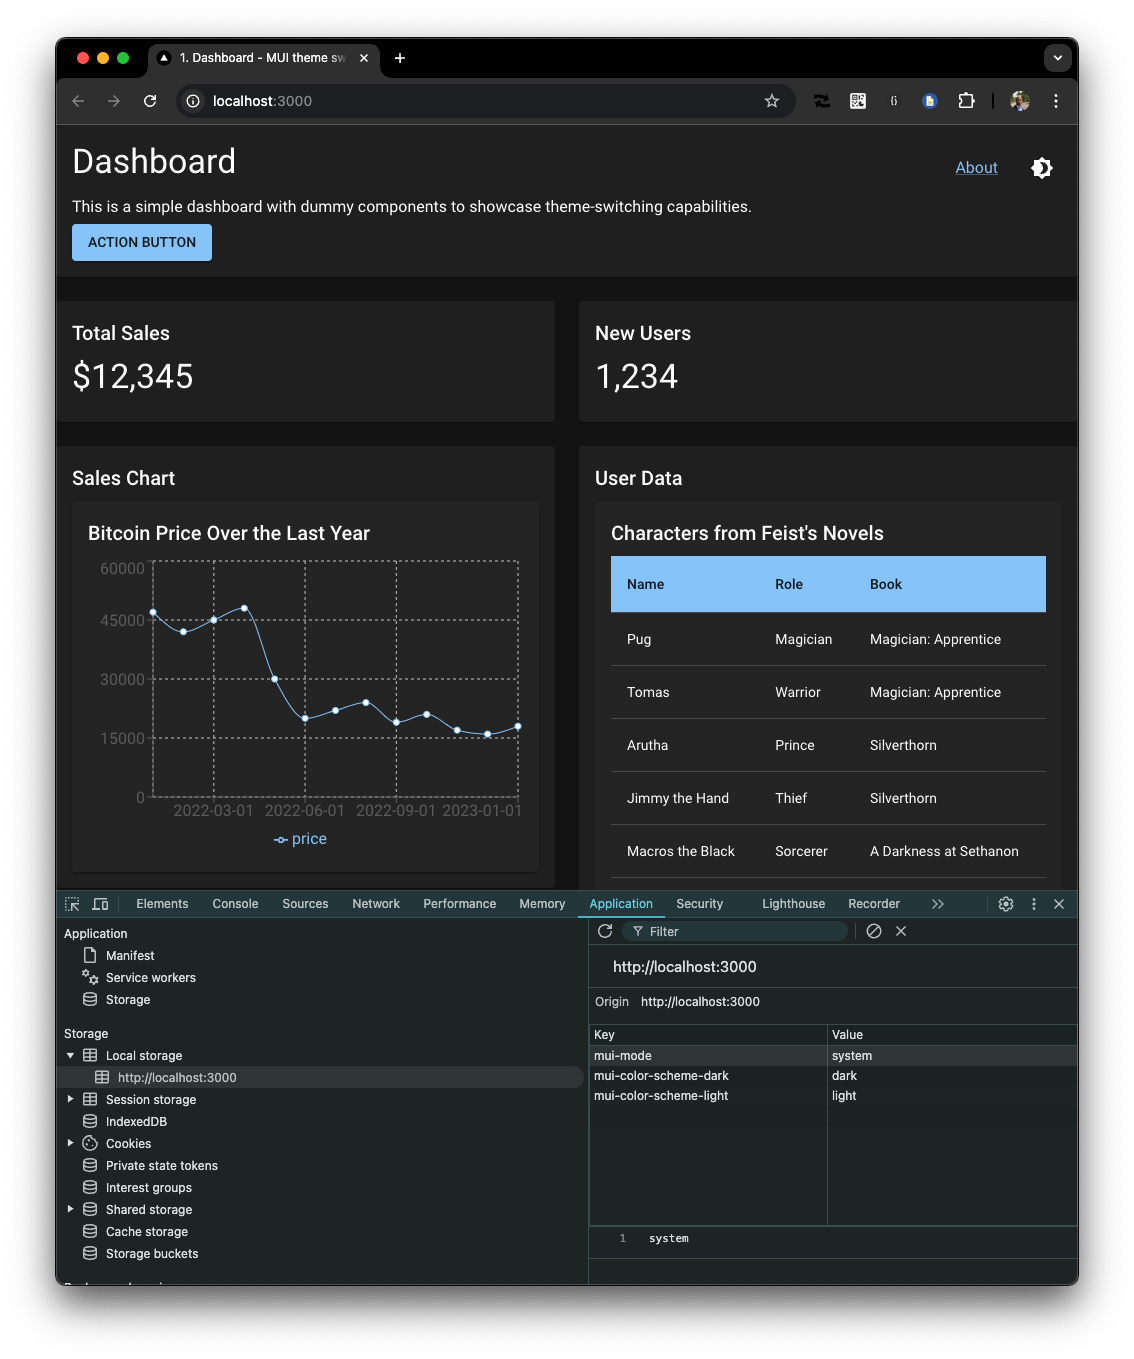 1. Dashboard - MUI theme sw
localhost:3000
Dashboard
About
This is a simple dashboard with dummy components to showcase theme-switching capabilities.
ACTION BUTTON
Total Sales
$12,345
New Users
1,234
Sales Chart
Bitcoin Price Over the Last Year
60000
45000
30000
15000
0
2022-03-01 2022-06-01 2022-09-01 2023-01-01
price
User Data
Characters from Feist's Novels
Name Role Book
Pug Magician Magician: Apprentice
Tomas Warrior Magician: Apprentice
Arutha Prince Silverthorn
Jimmy the Hand Thief Silverthorn
Macros the Black Sorcerer A Darkness at Sethanon
Elements Console Sources Network Performance Memory Application Security Lighthouse Recorder
Application
Manifest
Service workers
Storage
Storage
Local storage
http://localhost:3000
Session storage
IndexedDB
Cookies
Private state tokens
Interest groups
Shared storage
Cache storage
Storage buckets
Filter
http://localhost:3000
Origin http://localhost:3000
Key Value
mui-mode system
mui-color-scheme-dark dark
mui-color-scheme-light light
1 system